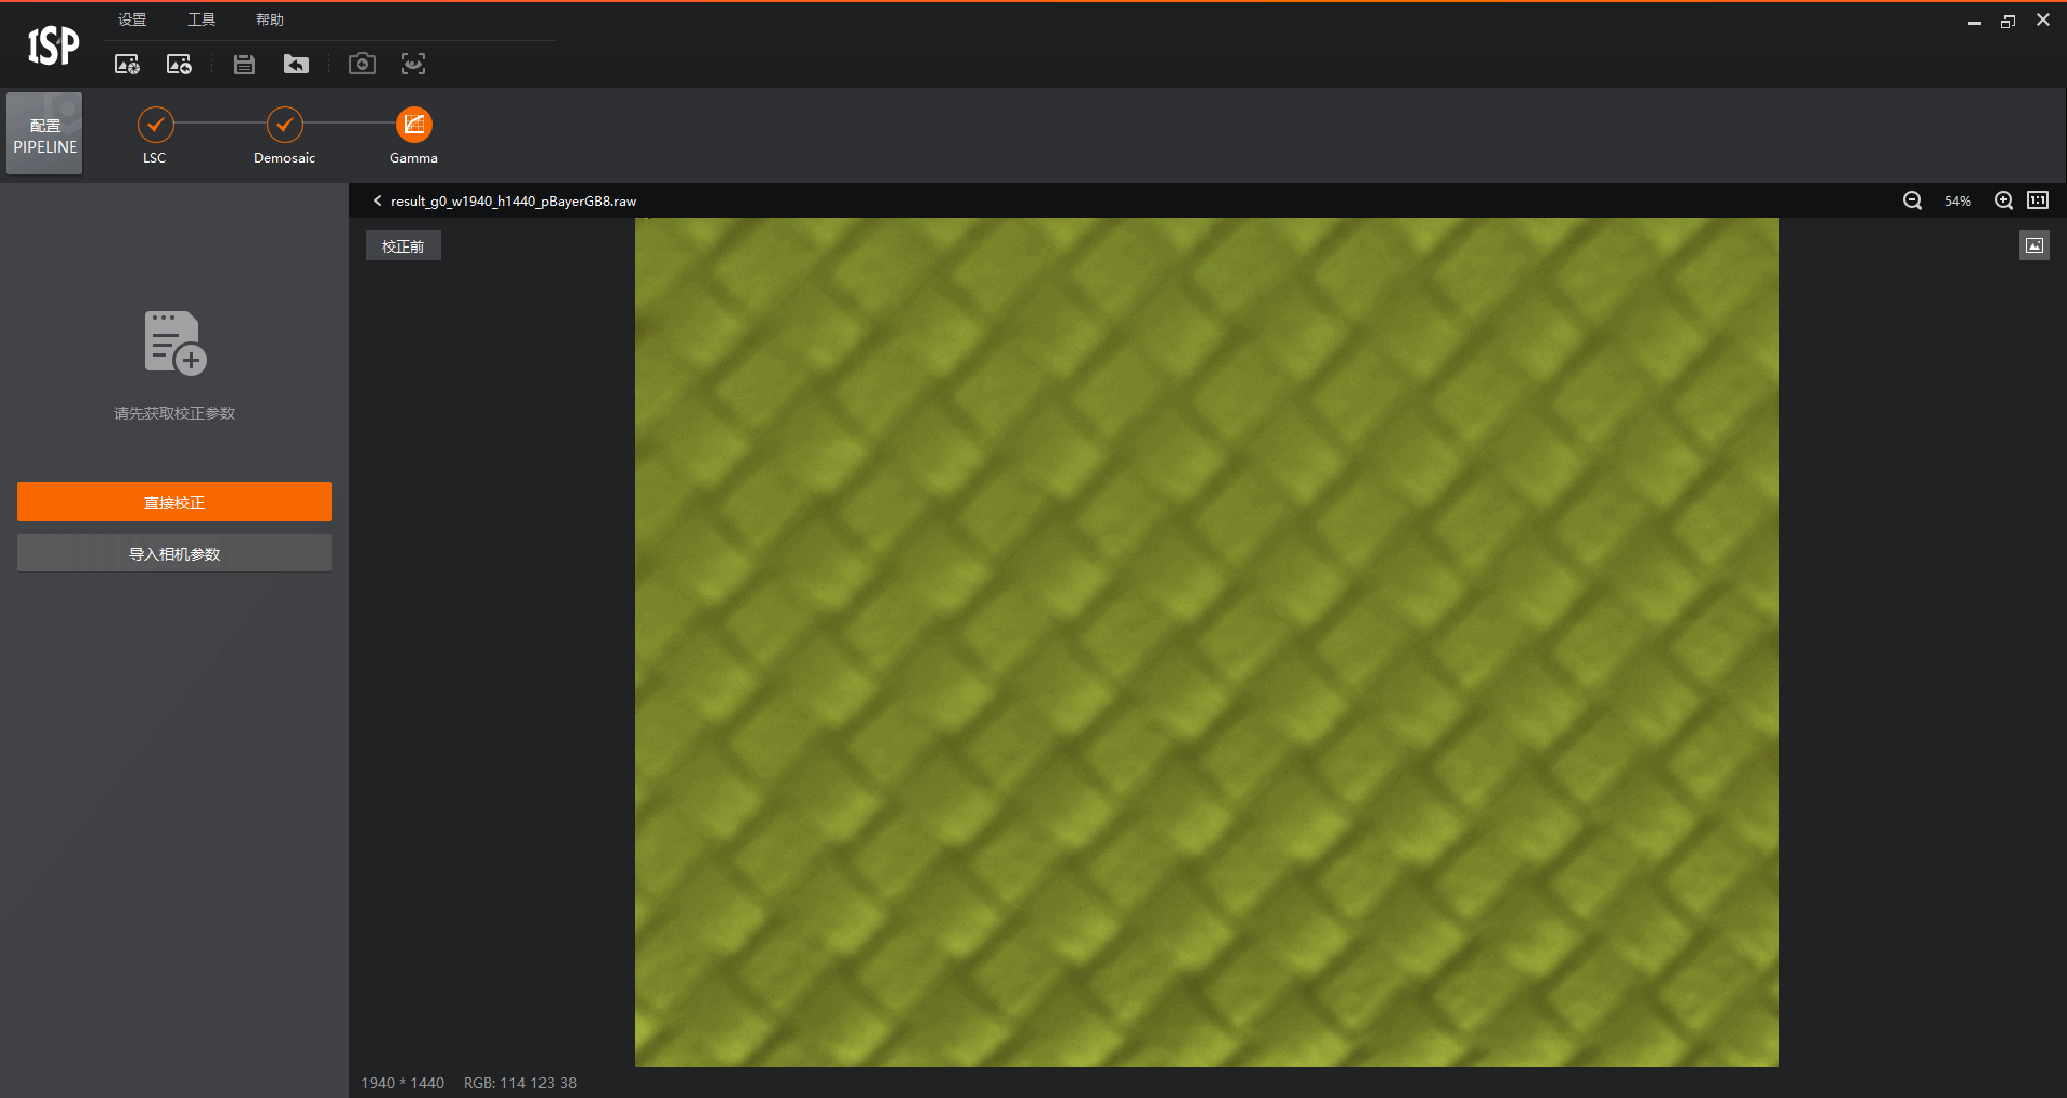 ISP
设置 工具 帮助
配置
PIPELINE
LSC Demosaic Gamma
result_g0_w1940_h1440_pBayerGB8.raw
54%
1:1
校正前
请先获取校正参数
直接校正
导入相机参数
1940 * 1440 RGB: 114 123 38